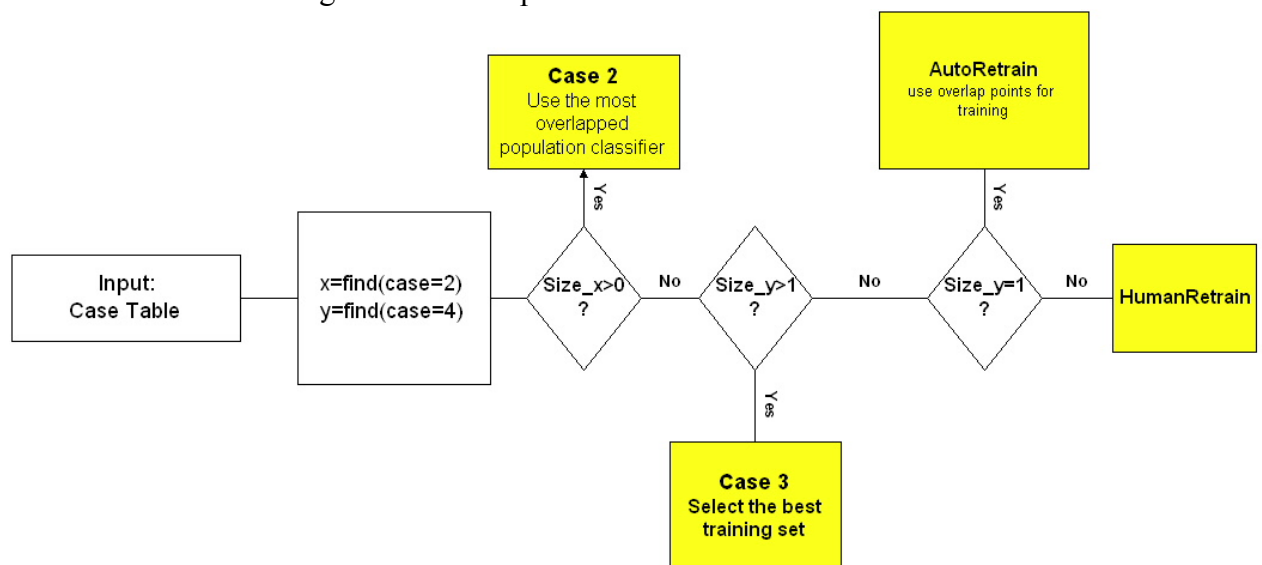 Input:
Case Table
x=find(case=2)
y=find(case=4)
Size_x>0
?
Yes
Case 2
Use the most
overlapped
population classifier
No
Size_y>1
?
Yes
Case 3
Select the best
training set
No
Size_y=1
?
Yes
AutoRetrain
use overlap points for
training
No
HumanRetrain